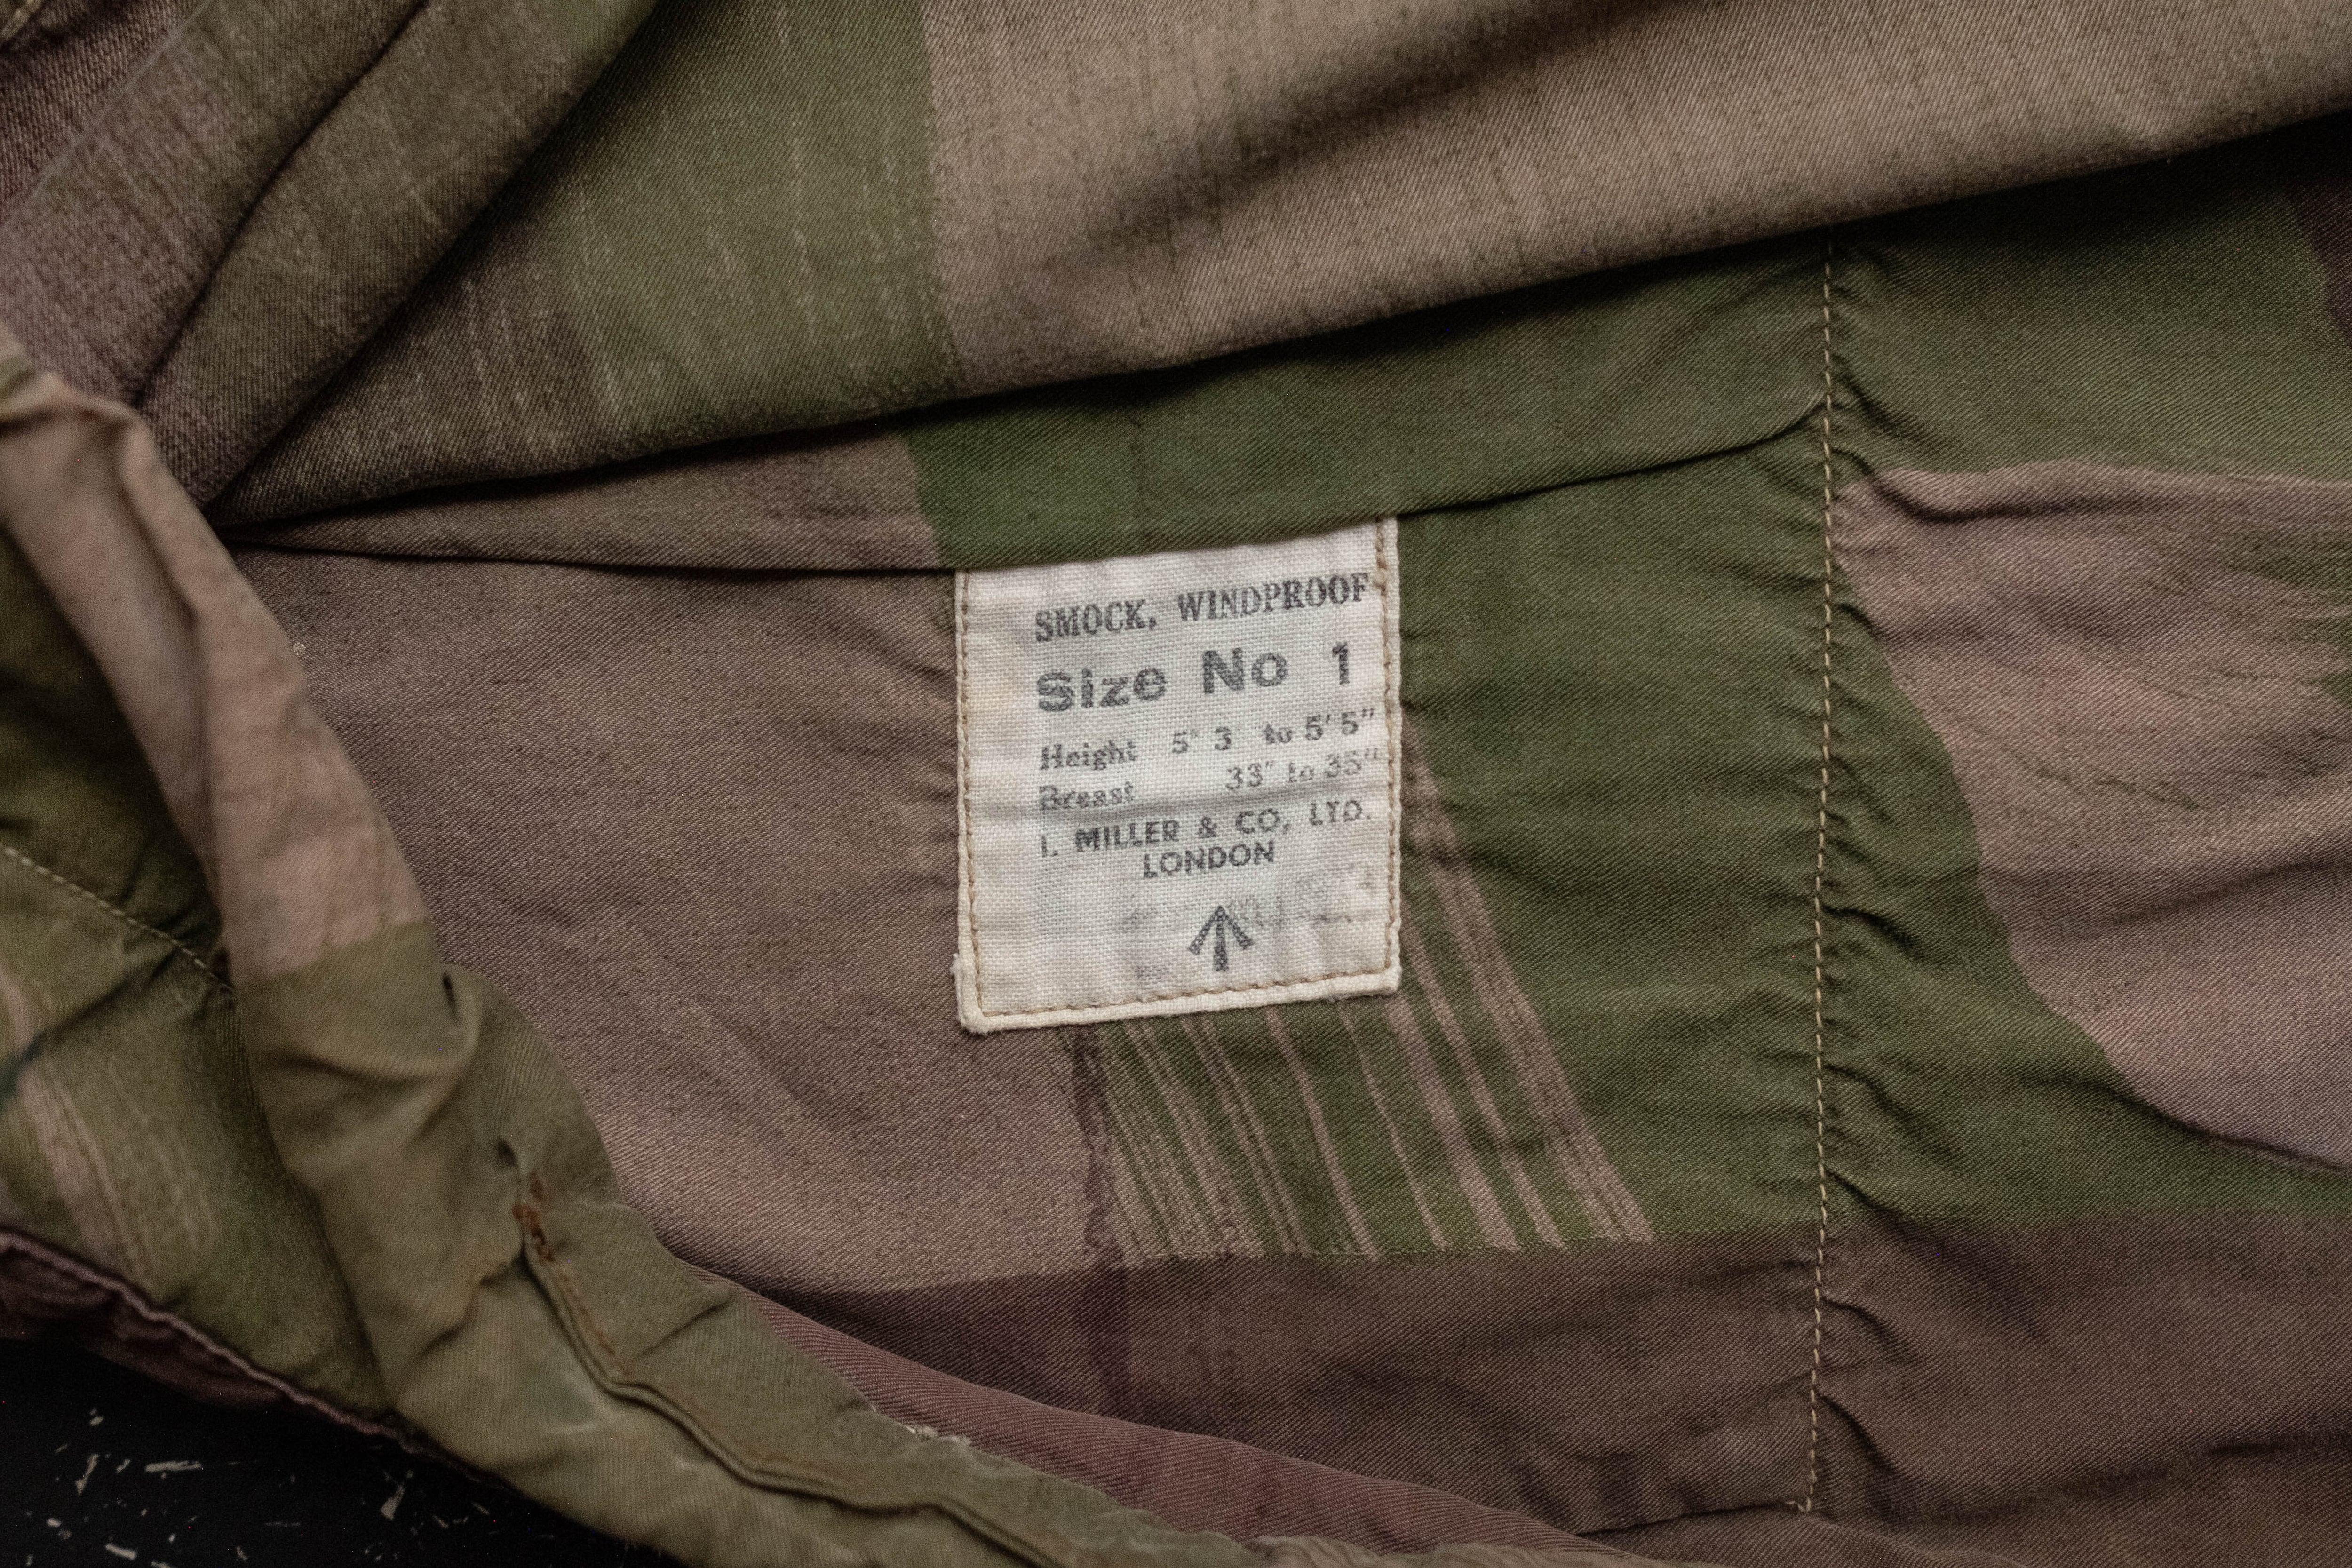 SMOCK, WINDPROOF
Size No 1
Height 5' 3 to 5' 5"
Breast 33" to 35"
I. MILLER & CO, LTD.
LONDON